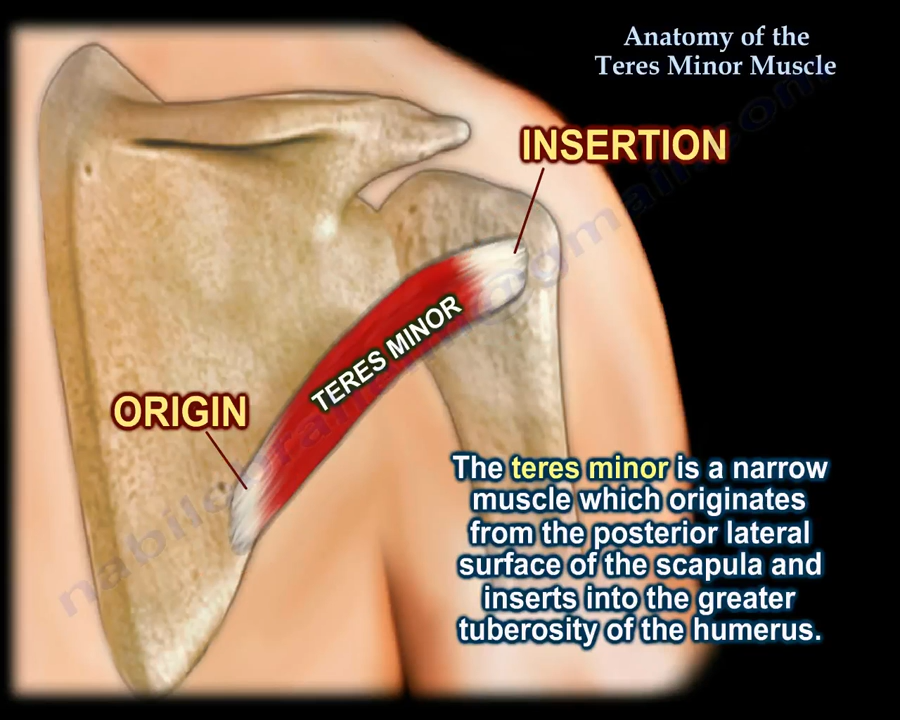 Anatomy of the
Teres Minor Muscle
INSERTION
TERES MINOR
ORIGIN
The teres minor is a narrow
muscle which originates
from the posterior lateral
surface of the scapula and
inserts into the greater
tuberosity of the humerus.